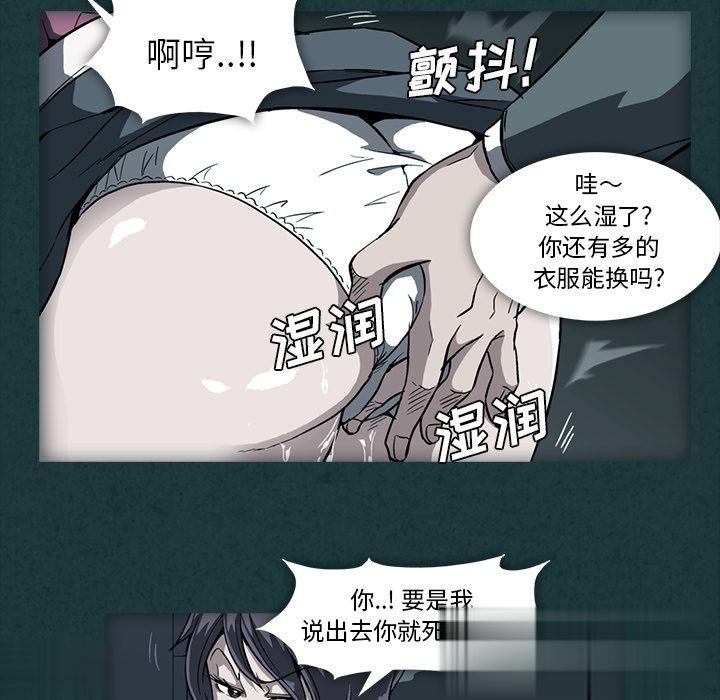 啊哼..!!
颤抖!
哇～
这么湿了?
你还有多的
衣服能换吗?
湿润
湿润
你..! 要是我
说出去你就死